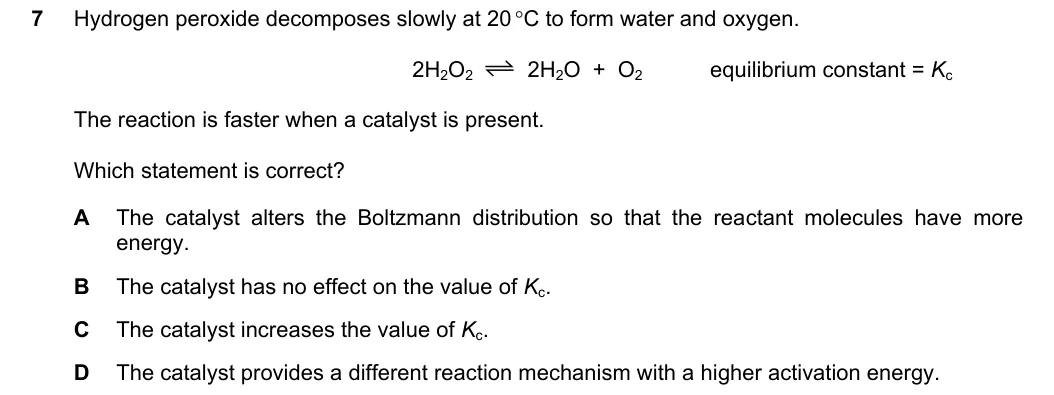 7 Hydrogen peroxide decomposes slowly at 20 °C to form water and oxygen.
2H₂O₂ ⇌ 2H₂O + O₂ equilibrium constant = Kc
The reaction is faster when a catalyst is present.
Which statement is correct?
A The catalyst alters the Boltzmann distribution so that the reactant molecules have more
energy.
B The catalyst has no effect on the value of Kc.
C The catalyst increases the value of Kc.
D The catalyst provides a different reaction mechanism with a higher activation energy.